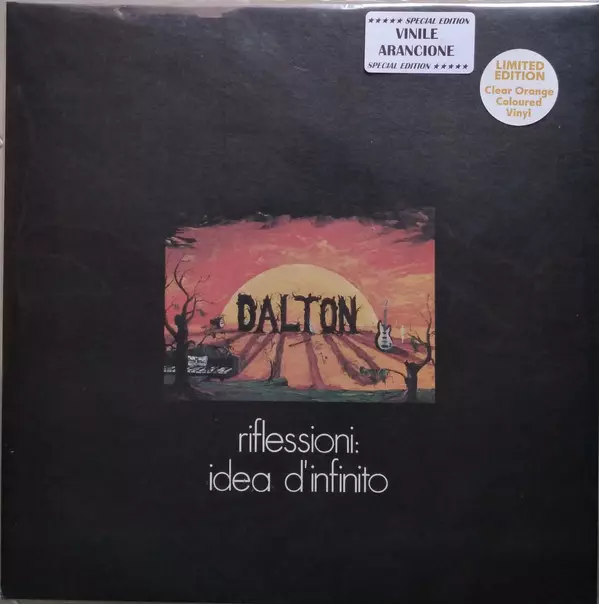 ★★★★★ SPECIAL EDITION
VINILE
ARANCIONE
SPECIAL EDITION ★★★★★
LIMITED
EDITION
Clear Orange
Coloured
Vinyl
DALTON
riflessioni:
idea d'infinito